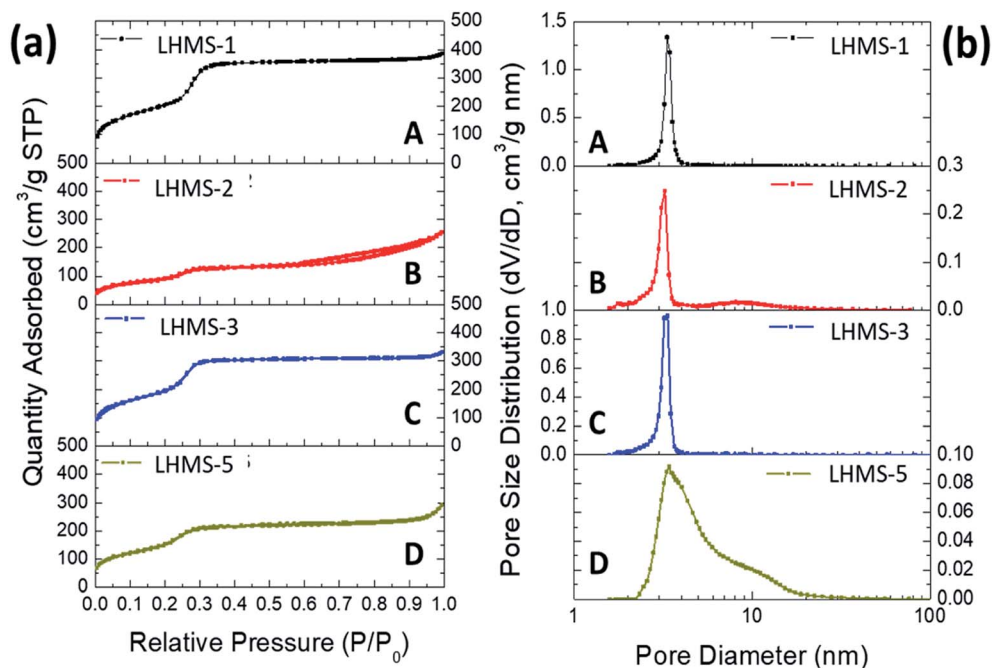 (a)
Quantity Adsorbed (cm³/g STP)
LHMS-1
A
500
400
300
200
100
0
500
400
300
200
100
0
LHMS-2
B
LHMS-3
C
500
400
300
200
100
0
500
400
300
200
100
0
LHMS-5
D
0.0 0.1 0.2 0.3 0.4 0.5 0.6 0.7 0.8 0.9 1.0
Relative Pressure (P/P₀)
(b)
Pore Size Distribution (dV/dD, cm³/g nm)
1.5
1.0
0.5
0.0
LHMS-1
A
0.3
0.2
0.1
0.0
LHMS-2
B
1.0
0.8
0.6
0.4
0.2
0.0
LHMS-3
C
0.10
0.08
0.06
0.04
0.02
0.00
LHMS-5
D
1 10 100
Pore Diameter (nm)